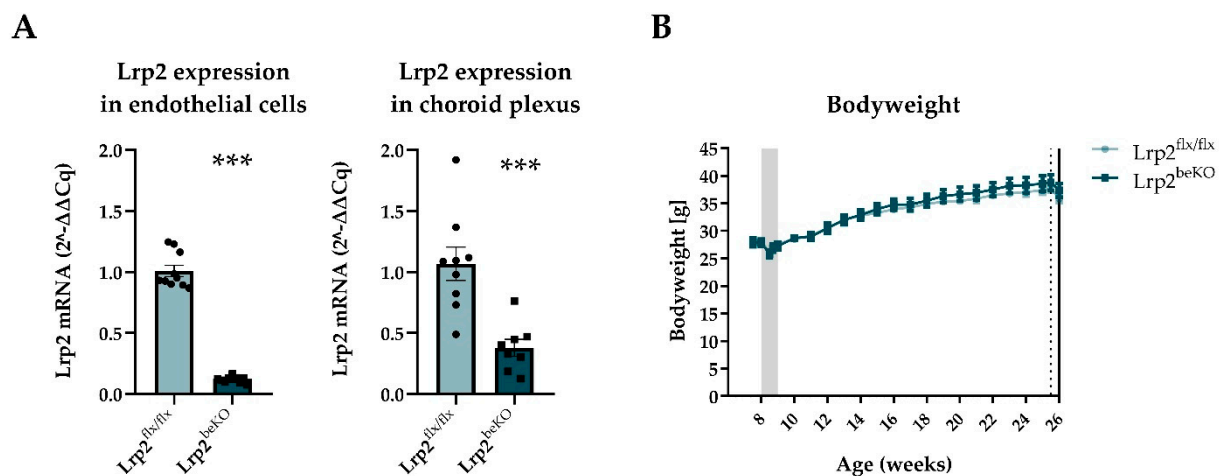 A
Lrp2 expression
in endothelial cells
Lrp2 mRNA (2^-ΔΔCq)
2.0
1.5
1.0
0.5
0.0
***
Lrp2flx/flx
Lrp2beKO
Lrp2 expression
in choroid plexus
Lrp2 mRNA (2^-ΔΔCq)
2.0
1.5
1.0
0.5
0.0
***
Lrp2flx/flx
Lrp2beKO
B
Bodyweight
Bodyweight [g]
45
40
35
30
25
20
15
10
5
0
8 10 12 14 16 18 20 22 24 26
Age (weeks)
Lrp2flx/flx
Lrp2beKO